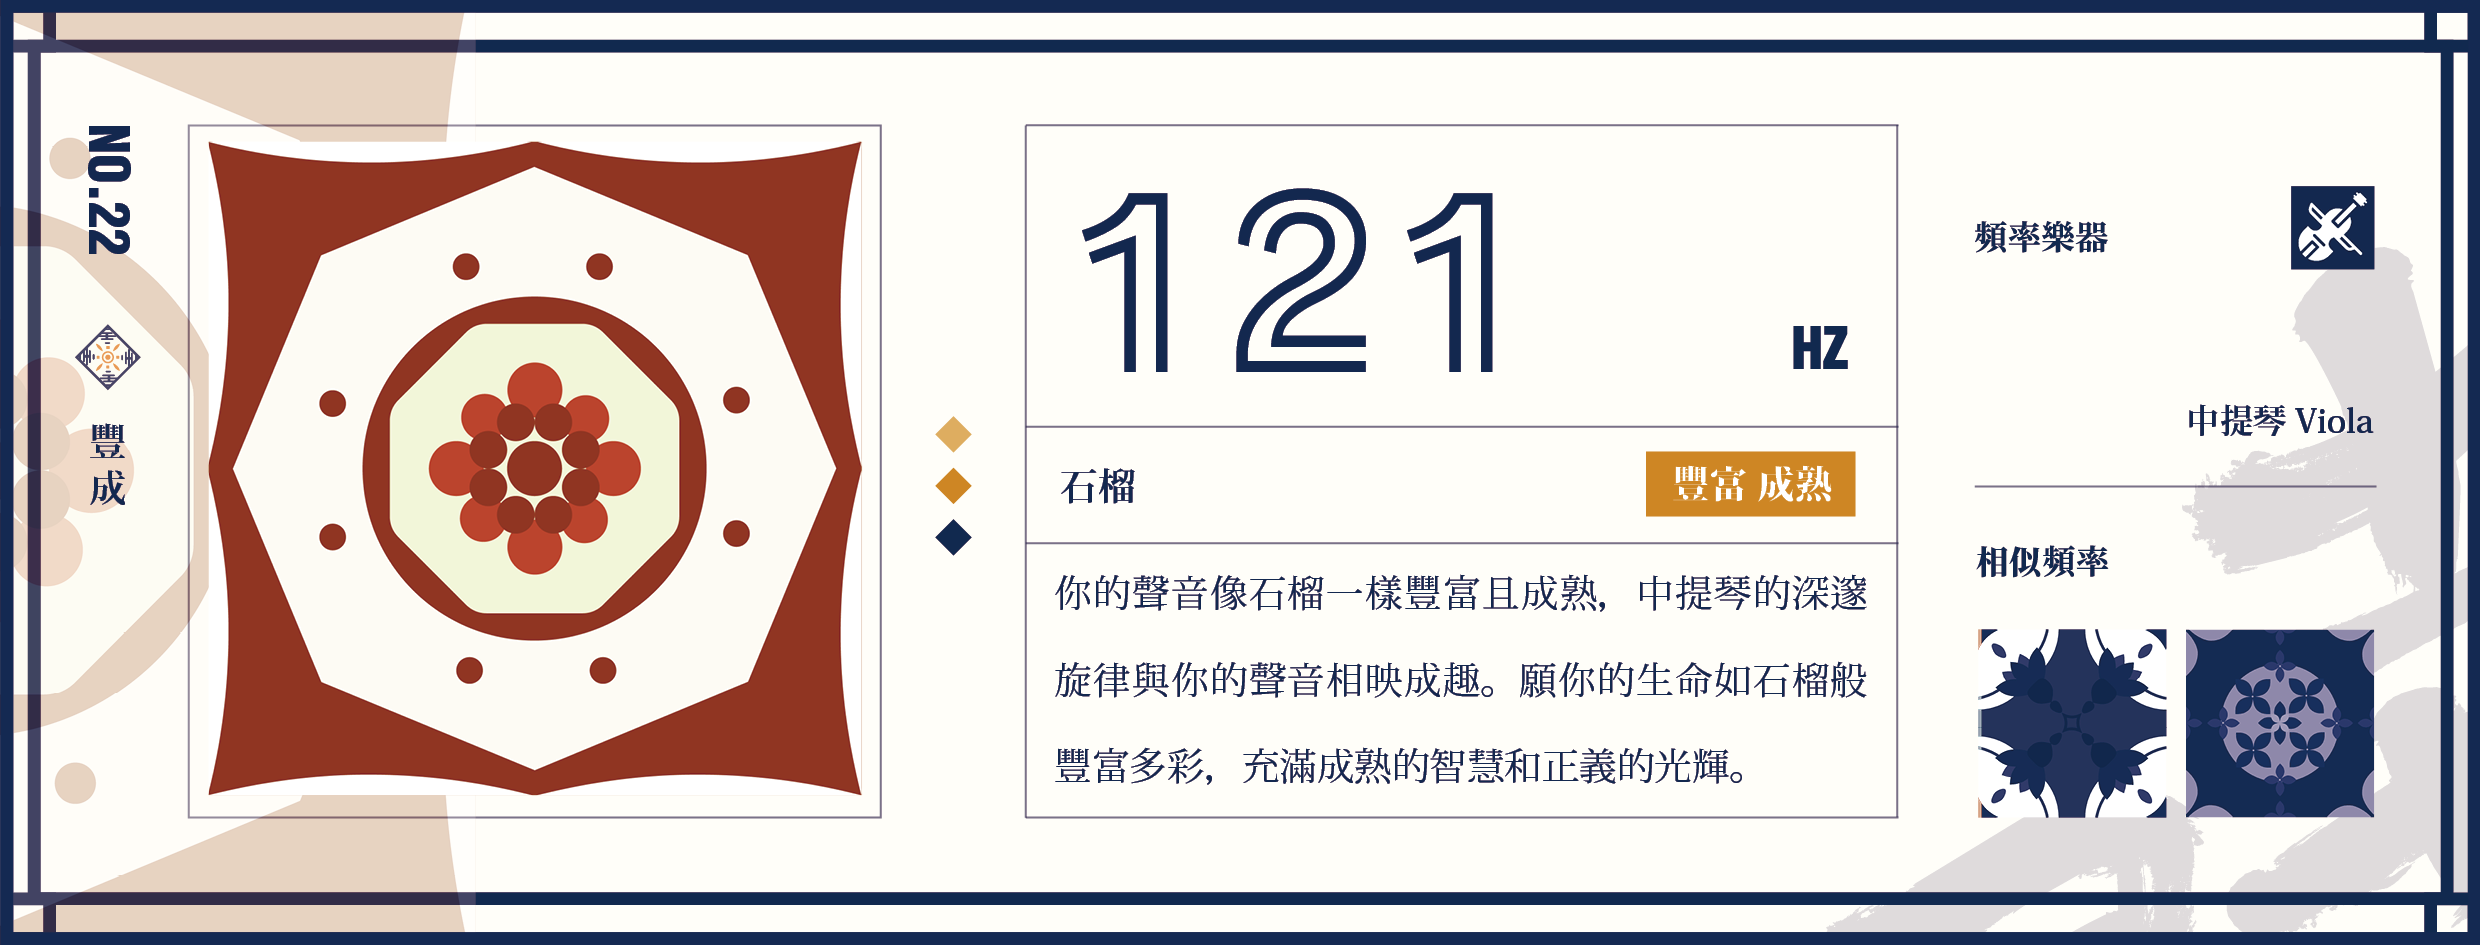 NO.22
豐成
121
HZ
石榴
豐富 成熟
你的聲音像石榴一樣豐富且成熟，中提琴的深邃
旋律與你的聲音相映成趣。願你的生命如石榴般
豐富多彩，充滿成熟的智慧和正義的光輝。
頻率樂器
中提琴 Viola
相似頻率